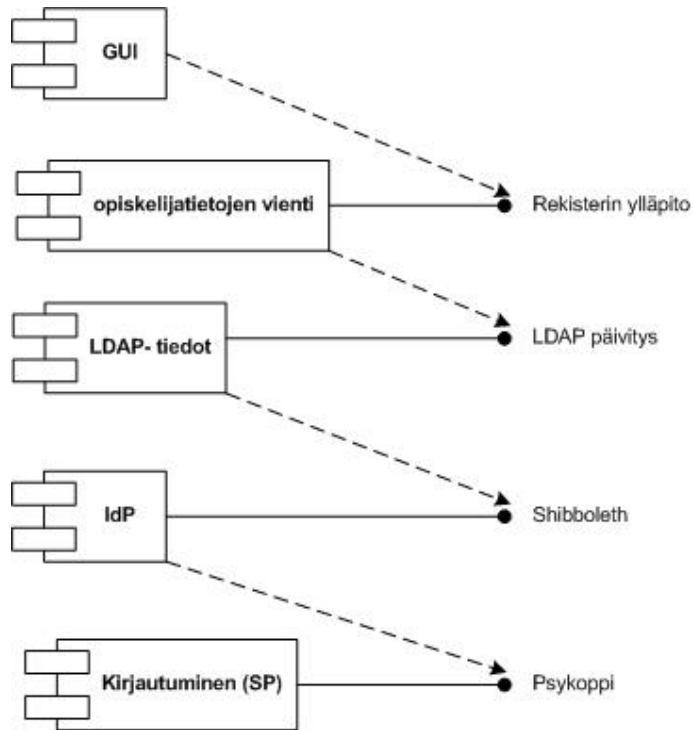 GUI
opiskelijatietojen vienti
Rekisterin ylläpito
LDAP- tiedot
LDAP päivitys
IdP
Shibboleth
Kirjautuminen (SP)
Psykoppi